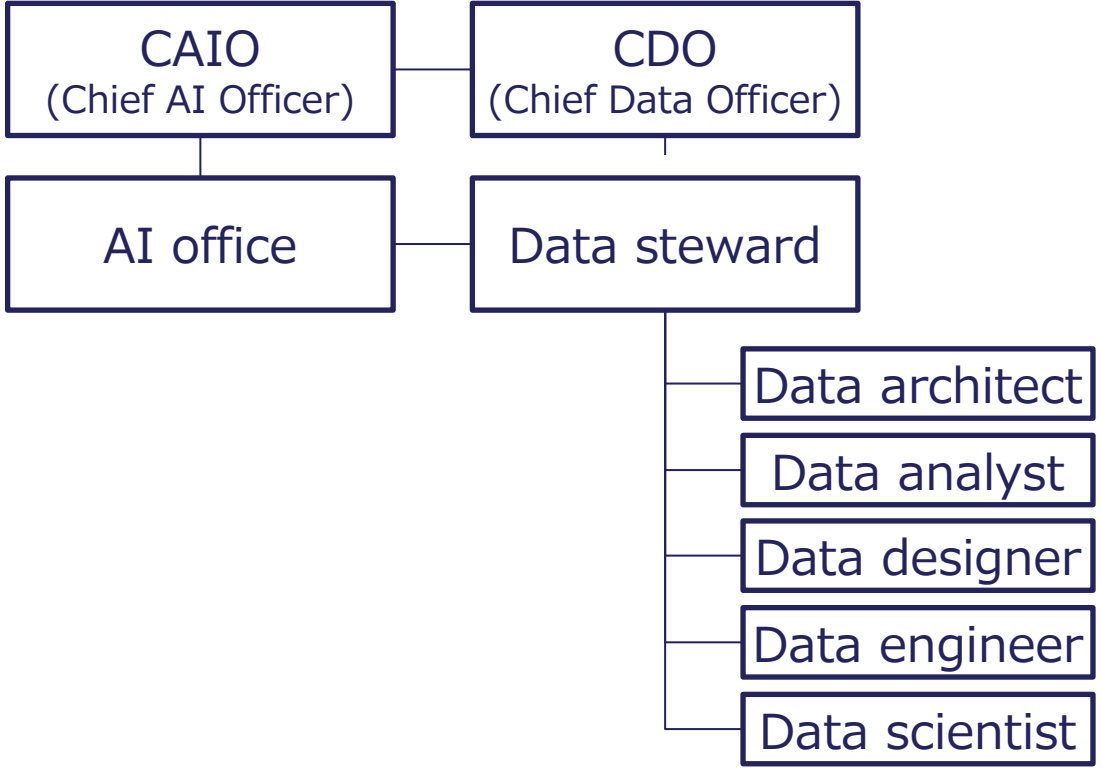 CAIO
(Chief AI Officer)
CDO
(Chief Data Officer)
AI office
Data steward
Data architect
Data analyst
Data designer
Data engineer
Data scientist